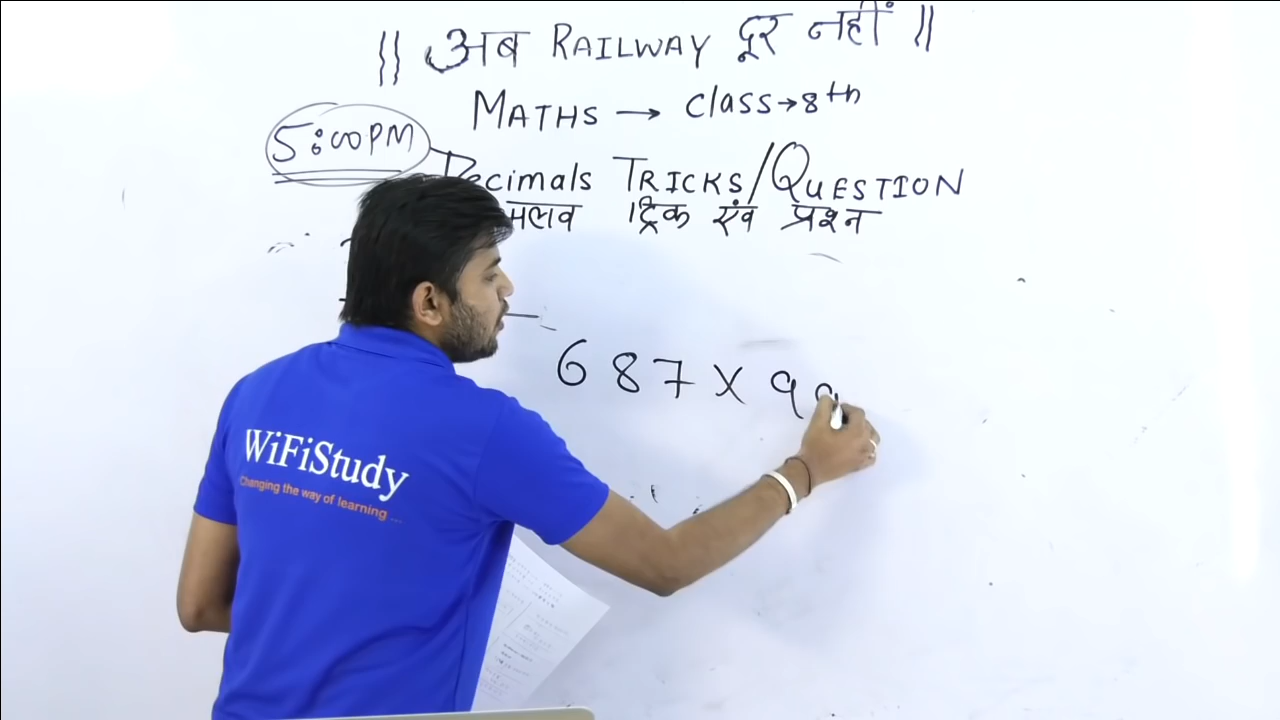 || अब RAILWAY दूर नहीं ||
MATHS → Class→8th
5:00PM
Decimals TRICKS/QUESTION
ट्रिक एंव प्रश्न
687 X 99
WiFiStudy
Changing the way of learning ...